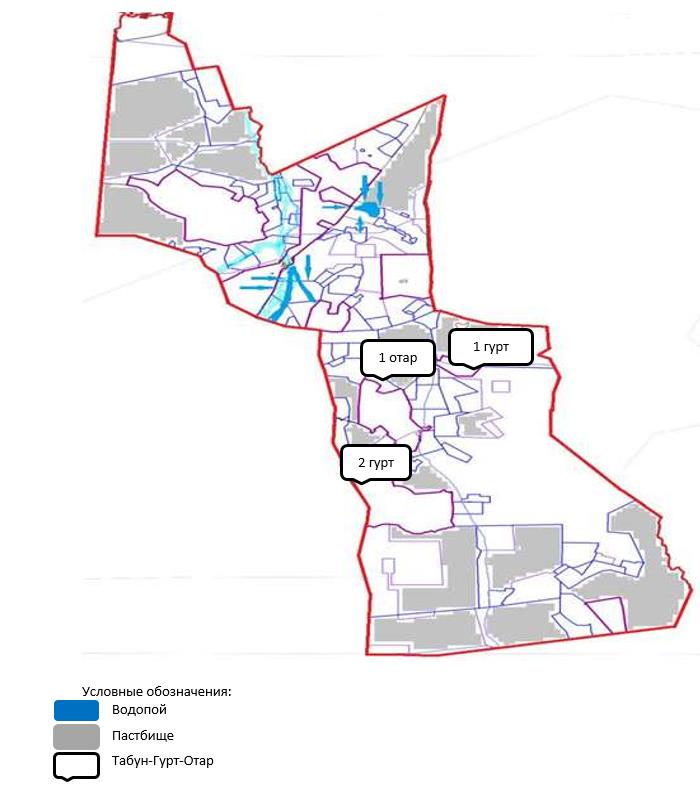 1 гурт
1 отар
2 гурт
Условные обозначения:
Водопой
Пастбище
Табун-Гурт-Отар